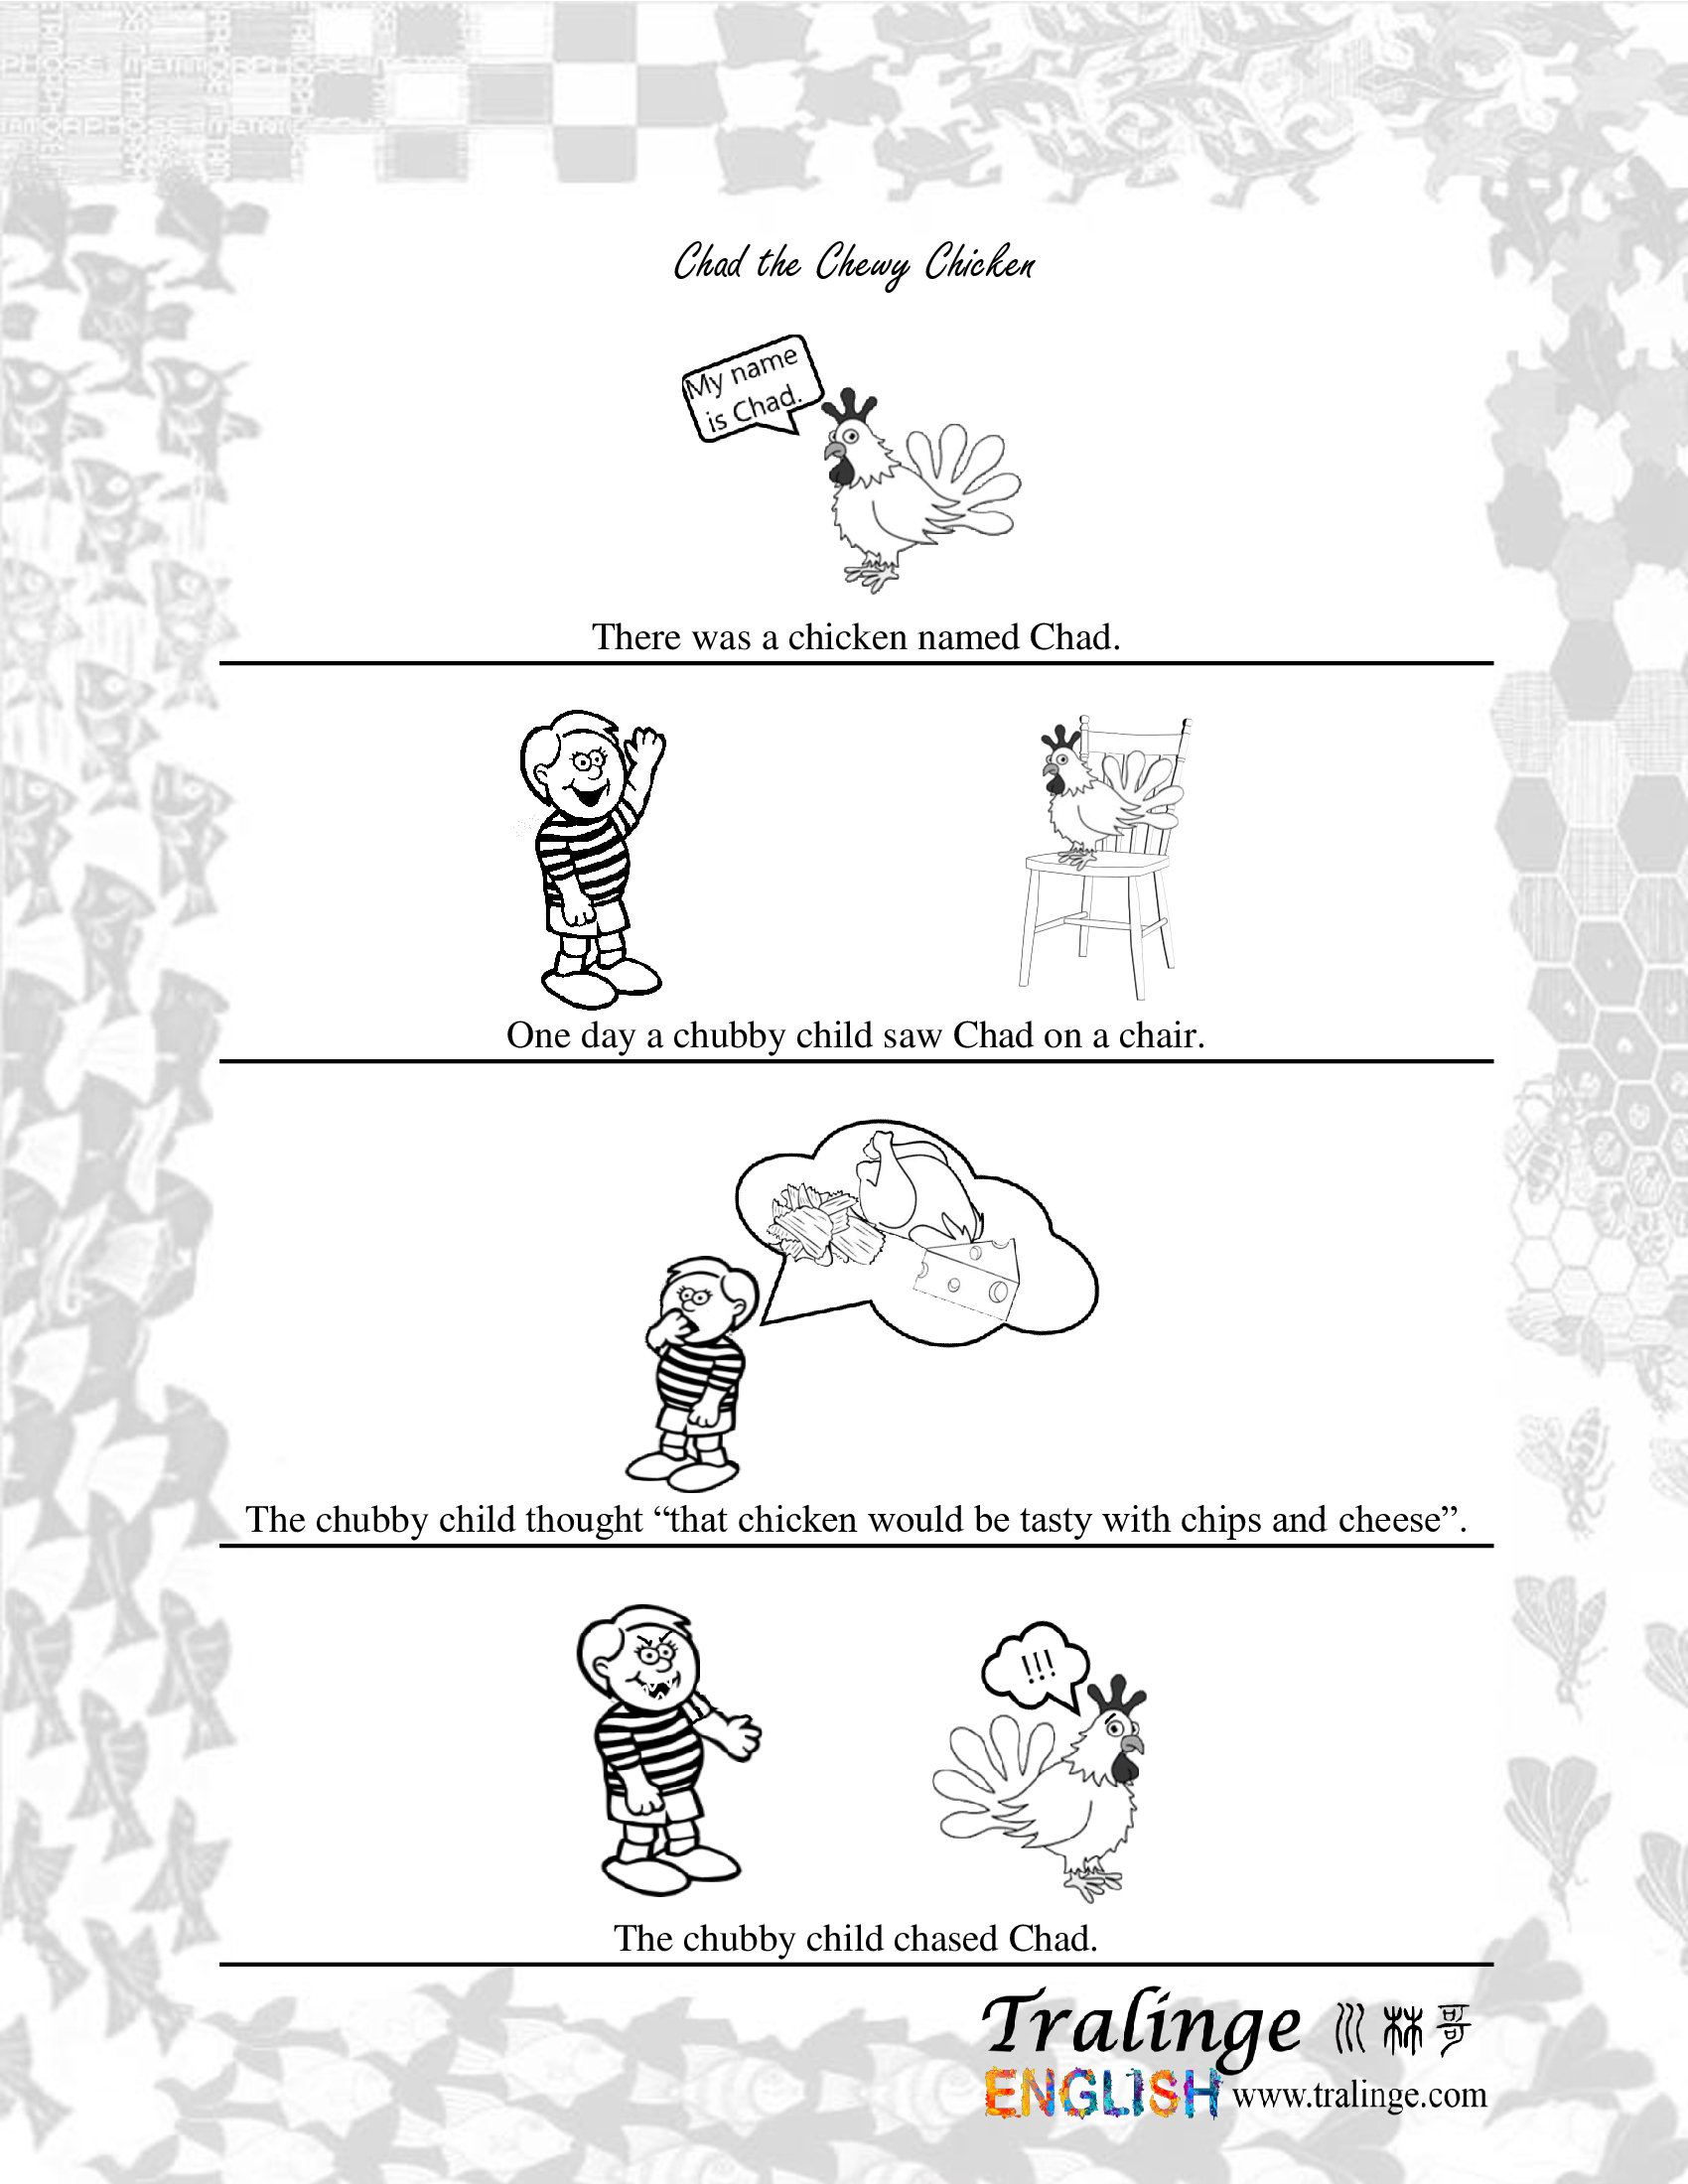 Chad the Chewy Chicken
My name
is Chad.
There was a chicken named Chad.
One day a chubby child saw Chad on a chair.
The chubby child thought “that chicken would be tasty with chips and cheese”.
!!!
The chubby child chased Chad.
Tralinge 川林哥
ENGLISH www.tralinge.com